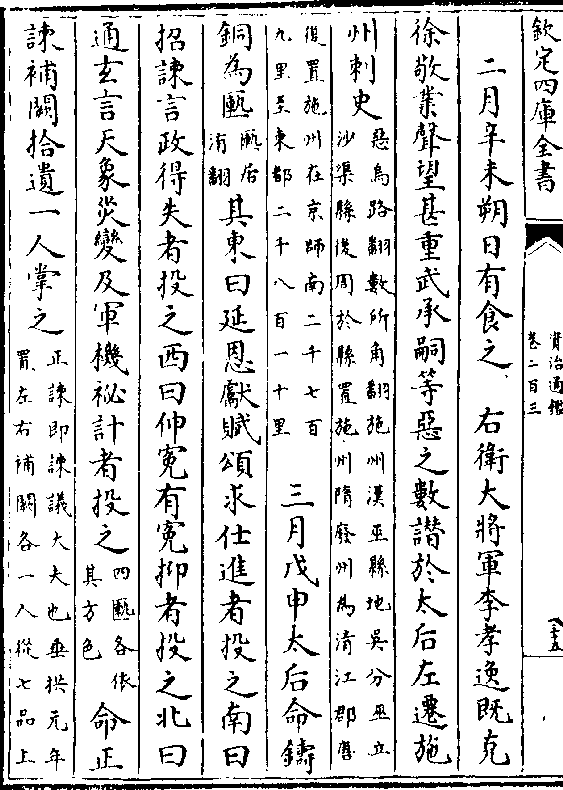 欽定四庫全書
資治通鑑
卷二百三
二月辛未朔日有食之 右衛大將軍李孝逸既克
徐敬業聲望甚重武承嗣等惡之數譖於太后左遷施
州刺史惡烏路翻數所角翻施州漢巫縣地吳分巫立
沙渠縣後周於縣置施州隋廢州為清江郡唐
復置施州在京師南二千七百
九里至東都二千八百一十里 三月戊申太后命鑄
銅為匭匭居
洧翻其東曰延恩獻賦頌求仕進者投之南曰
招諫言政得失者投之西曰伸寃有寃抑者投之北曰
通玄言天象災變及軍機祕計者投之四匭各依
其方色命正
諫補闕拾遺一人掌之正諫即諫議大夫也垂拱元年
置左右補闕各一人從七品上